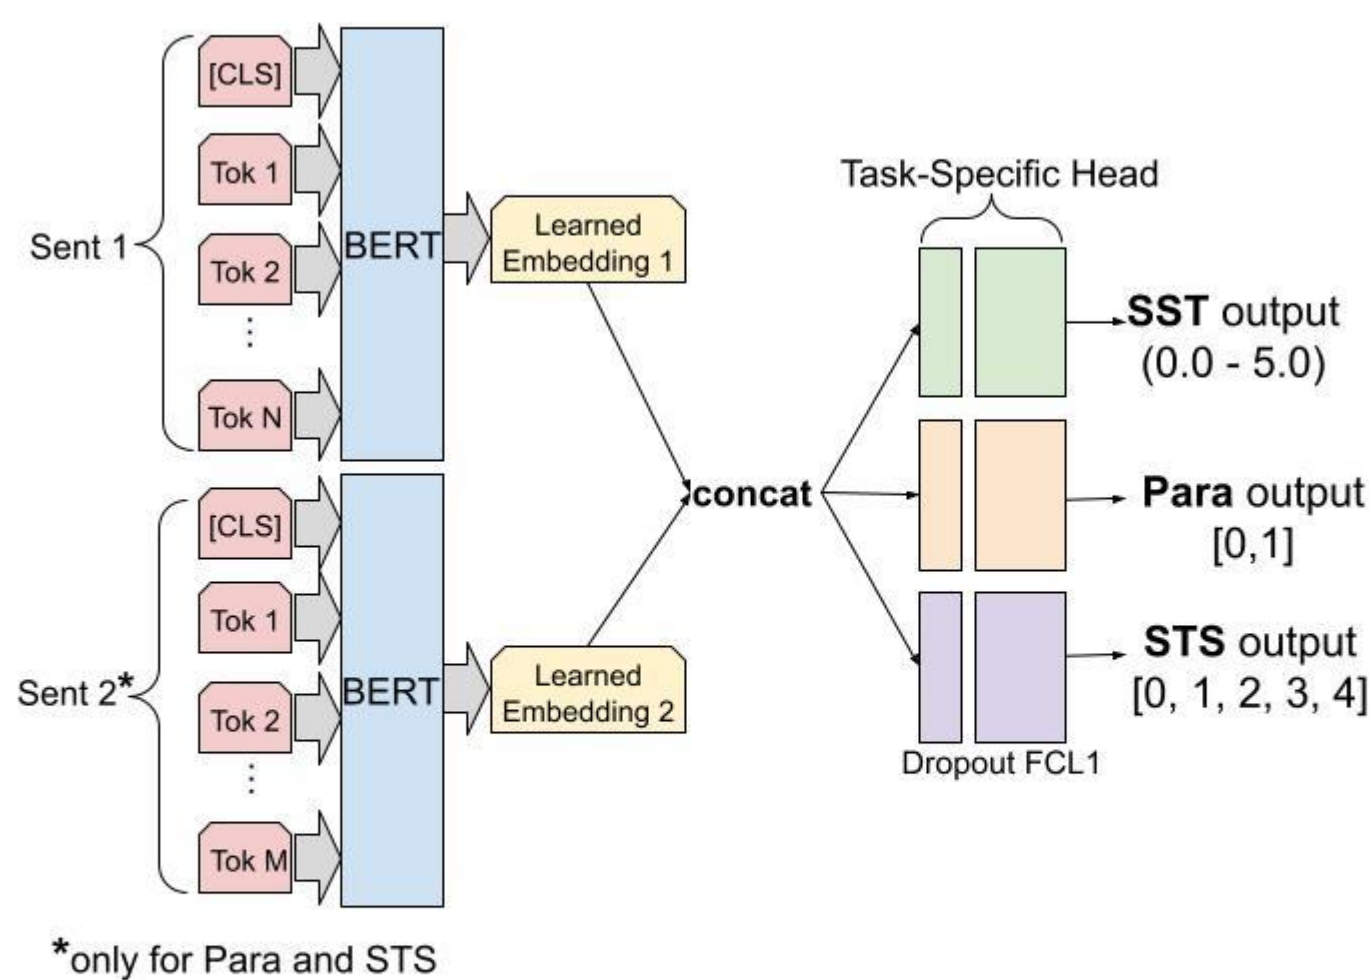 Sent 1
[CLS]
Tok 1
Tok 2
⋮
Tok N
BERT
Learned
Embedding 1
Sent 2*
[CLS]
Tok 1
Tok 2
⋮
Tok M
BERT
Learned
Embedding 2
concat
Task-Specific Head
SST output
(0.0 - 5.0)
Para output
[0,1]
STS output
[0, 1, 2, 3, 4]
Dropout FCL1
*only for Para and STS